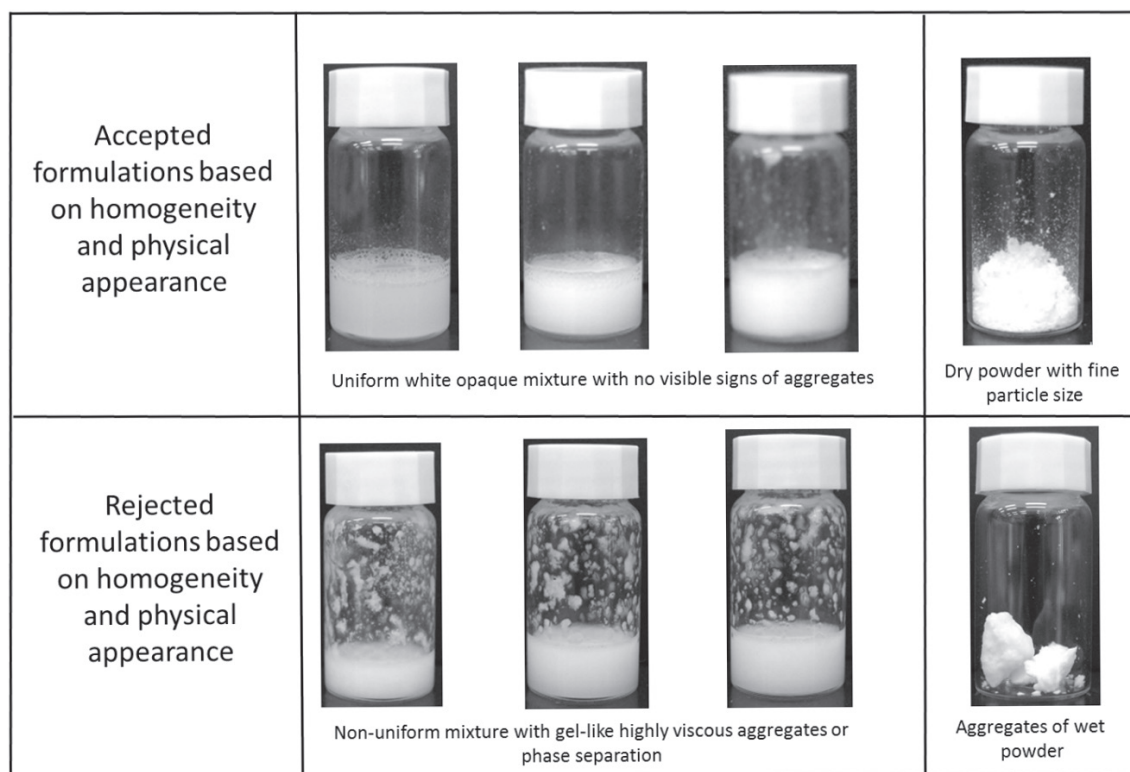 Accepted
formulations based
on homogeneity
and physical
appearance
Uniform white opaque mixture with no visible signs of aggregates
Dry powder with fine
particle size
Rejected
formulations based
on homogeneity
and physical
appearance
Non-uniform mixture with gel-like highly viscous aggregates or
phase separation
Aggregates of wet
powder